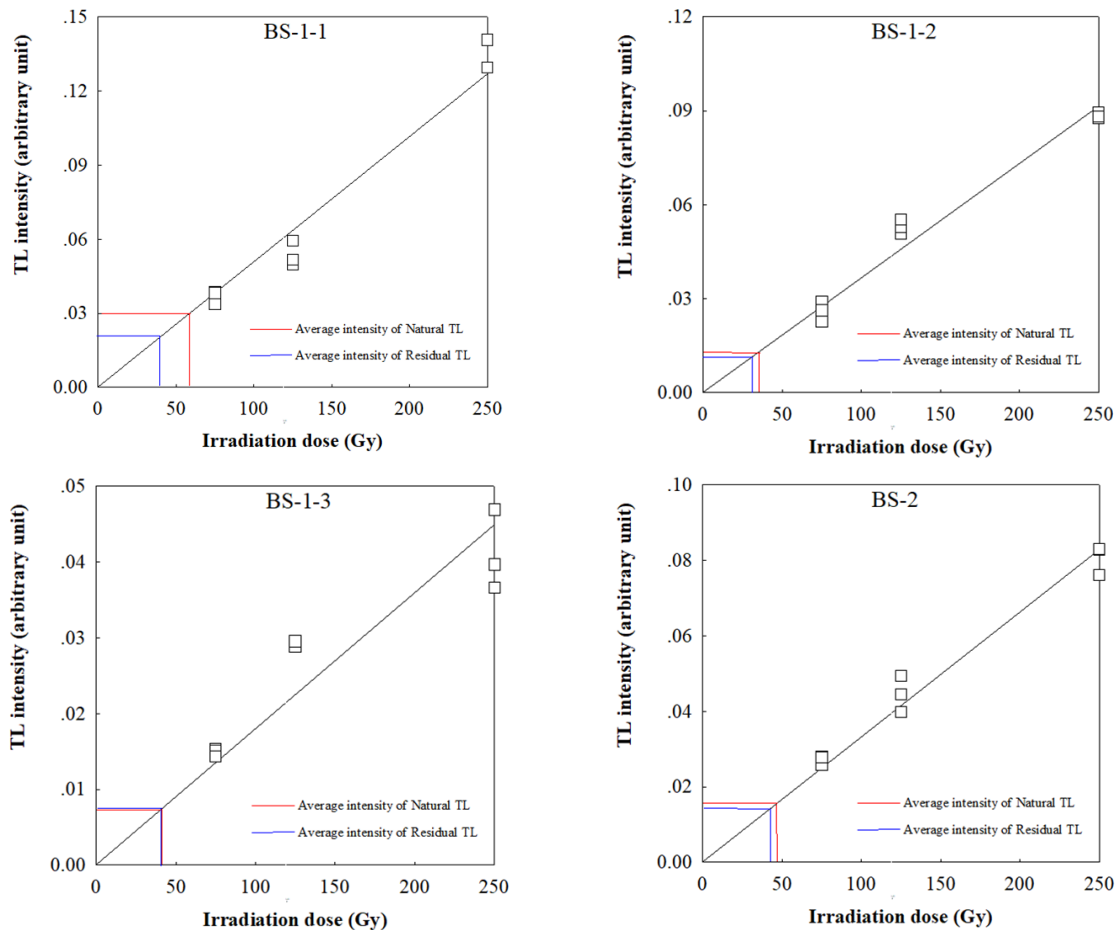 BS-1-1
TL intensity (arbitrary unit)
.15
.12
.09
.06
.03
0.00
Average intensity of Natural TL
Average intensity of Residual TL
0 50 100 150 200 250
Irradiation dose (Gy)
BS-1-2
TL intensity (arbitrary unit)
.12
.09
.06
.03
0.00
Average intensity of Natural TL
Average intensity of Residual TL
0 50 100 150 200 250
Irradiation dose (Gy)
BS-1-3
TL intensity (arbitrary unit)
.05
.04
.03
.02
.01
0.00
Average intensity of Natural TL
Average intensity of Residual TL
0 50 100 150 200 250
Irradiation dose (Gy)
BS-2
TL intensity (arbitrary unit)
.10
.08
.06
.04
.02
0.00
Average intensity of Natural TL
Average intensity of Residual TL
0 50 100 150 200 250
Irradiation dose (Gy)